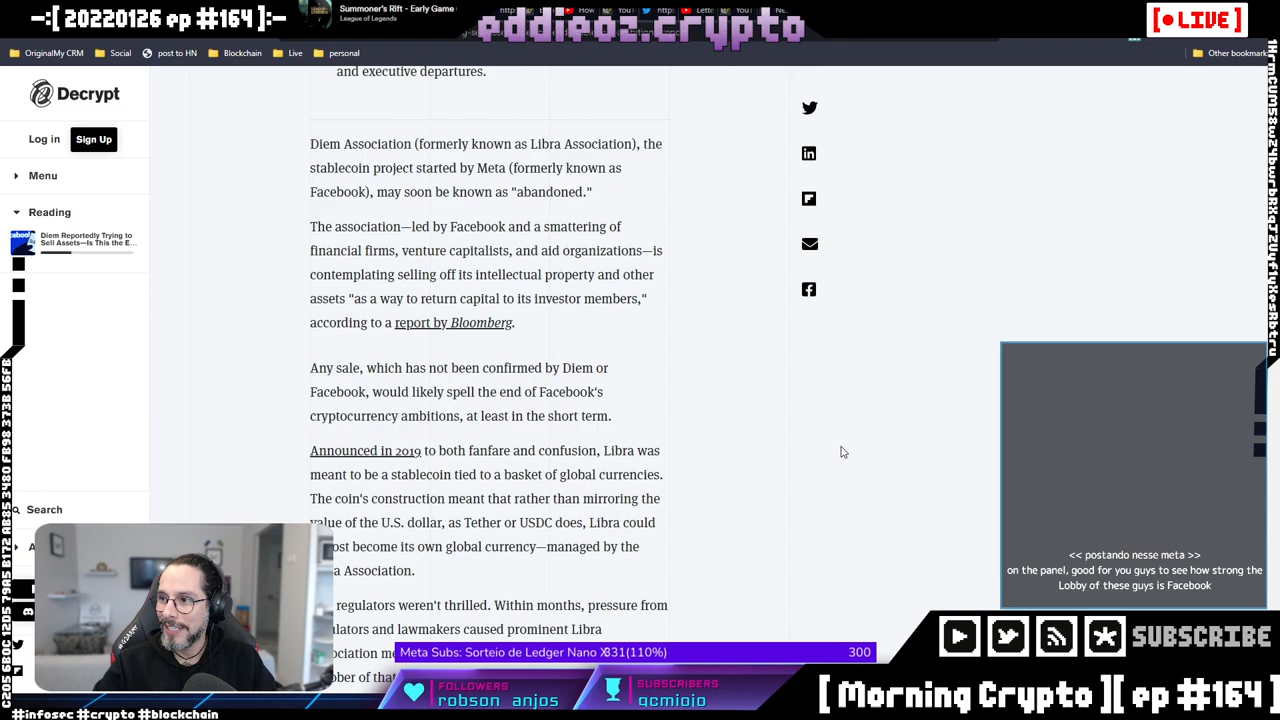 -:[ 20220126 ep #164 ]:-
Summoner's Rift - Early Game
League of Legends
eddieoz.crypto
[ LIVE ]
OriginalMy CRM
Social
post to HN
Blockchain
Live
personal
Other bookmark
and executive departures.
Decrypt
Log in
Sign Up
Menu
Reading
Diem Reportedly Trying to
Sell Assets—Is This the E...
Diem Association (formerly known as Libra Association), the
stablecoin project started by Meta (formerly known as
Facebook), may soon be known as "abandoned."
The association—led by Facebook and a smattering of
financial firms, venture capitalists, and aid organizations—is
contemplating selling off its intellectual property and other
assets "as a way to return capital to its investor members,"
according to a report by Bloomberg.
Any sale, which has not been confirmed by Diem or
Facebook, would likely spell the end of Facebook's
cryptocurrency ambitions, at least in the short term.
Announced in 2019 to both fanfare and confusion, Libra was
meant to be a stablecoin tied to a basket of global currencies.
The coin's construction meant that rather than mirroring the
value of the U.S. dollar, as Tether or USDC does, Libra could
ost become its own global currency—managed by the
a Association.
regulators weren't thrilled. Within months, pressure from
ulators and lawmakers caused prominent Libra
ociation me
ober of that
Search
<< postando nesse meta >>
on the panel, good for you guys to see how strong the
Lobby of these guys is Facebook
Meta Subs: Sorteio de Ledger Nano X
331(110%)
300
FOLLOWERS
robson_anjos
SUBSCRIBERS
gcmiojo
SUBSCRIBE
[ Morning Crypto ][ ep #164 ]
#infosec #crypto #blockchain